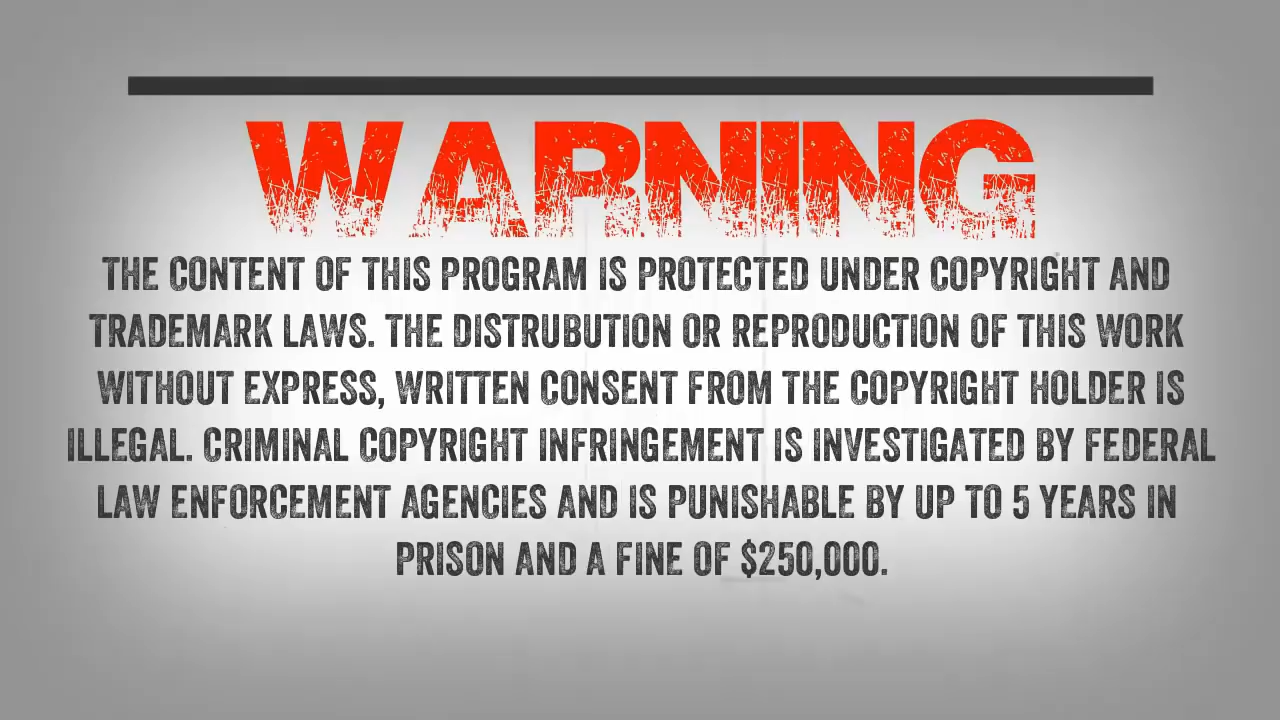 WARNING
THE CONTENT OF THIS PROGRAM IS PROTECTED UNDER COPYRIGHT AND
TRADEMARK LAWS. THE DISTRUBUTION OR REPRODUCTION OF THIS WORK
WITHOUT EXPRESS, WRITTEN CONSENT FROM THE COPYRIGHT HOLDER IS
ILLEGAL. CRIMINAL COPYRIGHT INFRINGEMENT IS INVESTIGATED BY FEDERAL
LAW ENFORCEMENT AGENCIES AND IS PUNISHABLE BY UP TO 5 YEARS IN
PRISON AND A FINE OF $250,000.